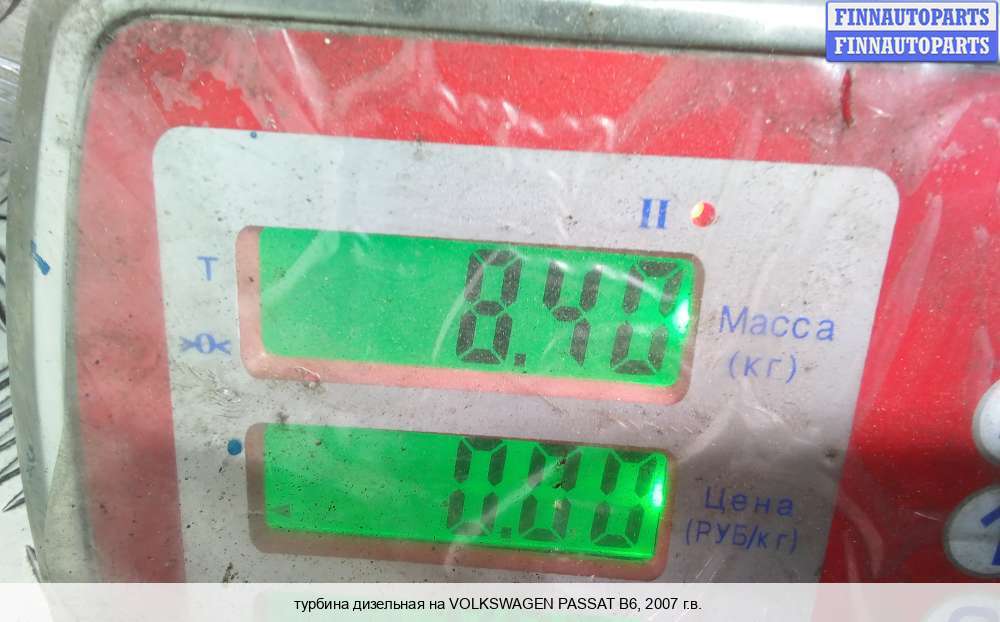 FINNAUTOPARTS
FINNAUTOPARTS
II
T
8.40
Масса
(кг)
>0<
0.00
Цена
(РУБ/кг)
турбина дизельная на VOLKSWAGEN PASSAT B6, 2007 г.в.